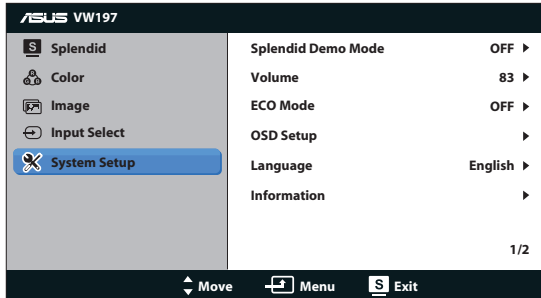 ASUS VW197
S Splendid
Color
Image
Input Select
System Setup
Splendid Demo Mode OFF
Volume 83
ECO Mode OFF
OSD Setup
Language English
Information
1/2
Move Menu S Exit